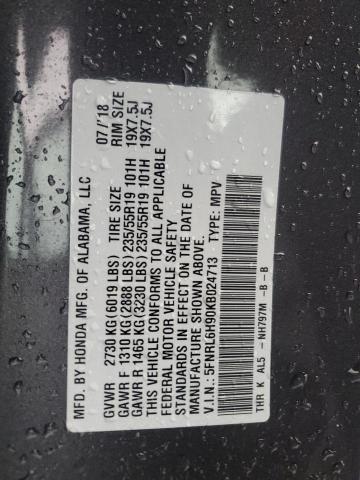 MFD. BY HONDA MFG. OF ALABAMA, LLC 07/'18
GVWR 2730 KG (6019 LBS) TIRE SIZE RIM SIZE
GAWR F 1310 KG (2888 LBS) 235/55R19 101H 19X7.5J
GAWR R 1465 KG (3230 LBS) 235/55R19 101H 19X7.5J
THIS VEHICLE CONFORMS TO ALL APPLICABLE
FEDERAL MOTOR VEHICLE SAFETY
STANDARDS IN EFFECT ON THE DATE OF
MANUFACTURE SHOWN ABOVE.
V.I.N.: 5FNRL6H90KB024713 TYPE: MPV
THR K AL5 -NH797M -B -B